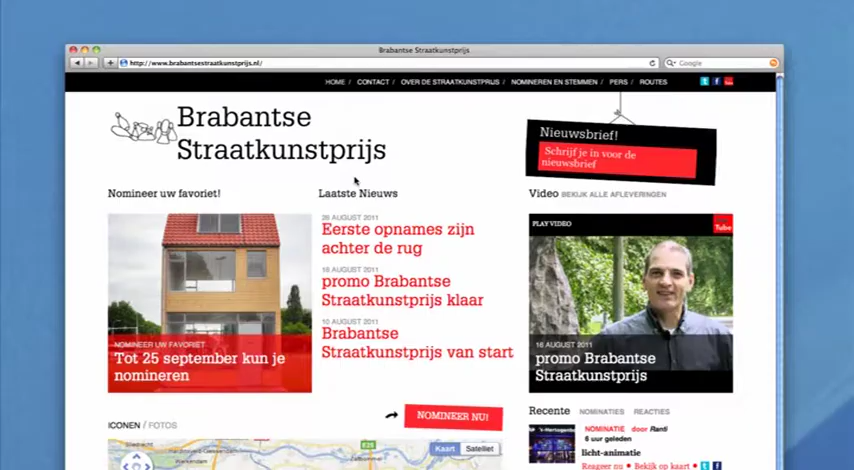 Brabantse Straatkunstprijs
http://www.brabantsestraatkunstprijs.nl/
Google
HOME / CONTACT / OVER DE STRAATKUNSTPRIJS / NOMINEREN EN STEMMEN / PERS / ROUTES
Brabantse
Straatkunstprijs
Nieuwsbrief!
Schrijf je in voor de
nieuwsbrief
Nomineer uw favoriet!
Laatste Nieuws
Video BEKIJK ALLE AFLEVERINGEN
26 AUGUST 2011
Eerste opnames zijn
achter de rug
16 AUGUST 2011
promo Brabantse
Straatkunstprijs klaar
10 AUGUST 2011
Brabantse
Straatkunstprijs van start
NOMINEER UW FAVORIET
Tot 25 september kun je
nomineren
PLAY VIDEO
Tube
16 AUGUST 2011
promo Brabantse
Straatkunstprijs
ICONEN / FOTOS
NOMINEER NU!
Kaart
Satelliet
Recente NOMINATIES REACTIES
NOMINATIE door Ranti
6 uur geleden
licht-animatie
Reageer nu • Bekijk op kaart